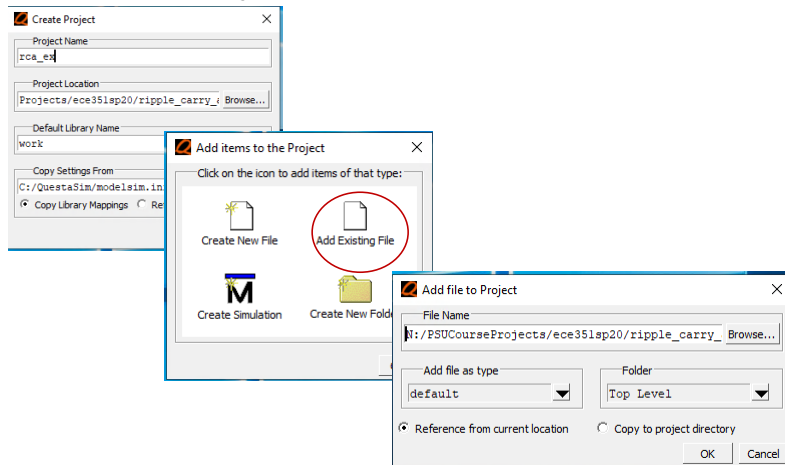 Create Project
Project Name
rca_ex
Project Location
Projects/ece351sp20/ripple_carry_a Browse...
Default Library Name
work
Copy Settings From
C:/QuestaSim/modelsim.in
Copy Library Mappings Re
Add items to the Project
Click on the icon to add items of that type:
Create New File Add Existing File
Create Simulation Create New Folde
Add file to Project
File Name
N:/PSUCourseProjects/ece351sp20/ripple_carry_ Browse...
Add file as type Folder
default Top Level
Reference from current location Copy to project directory
OK Cancel